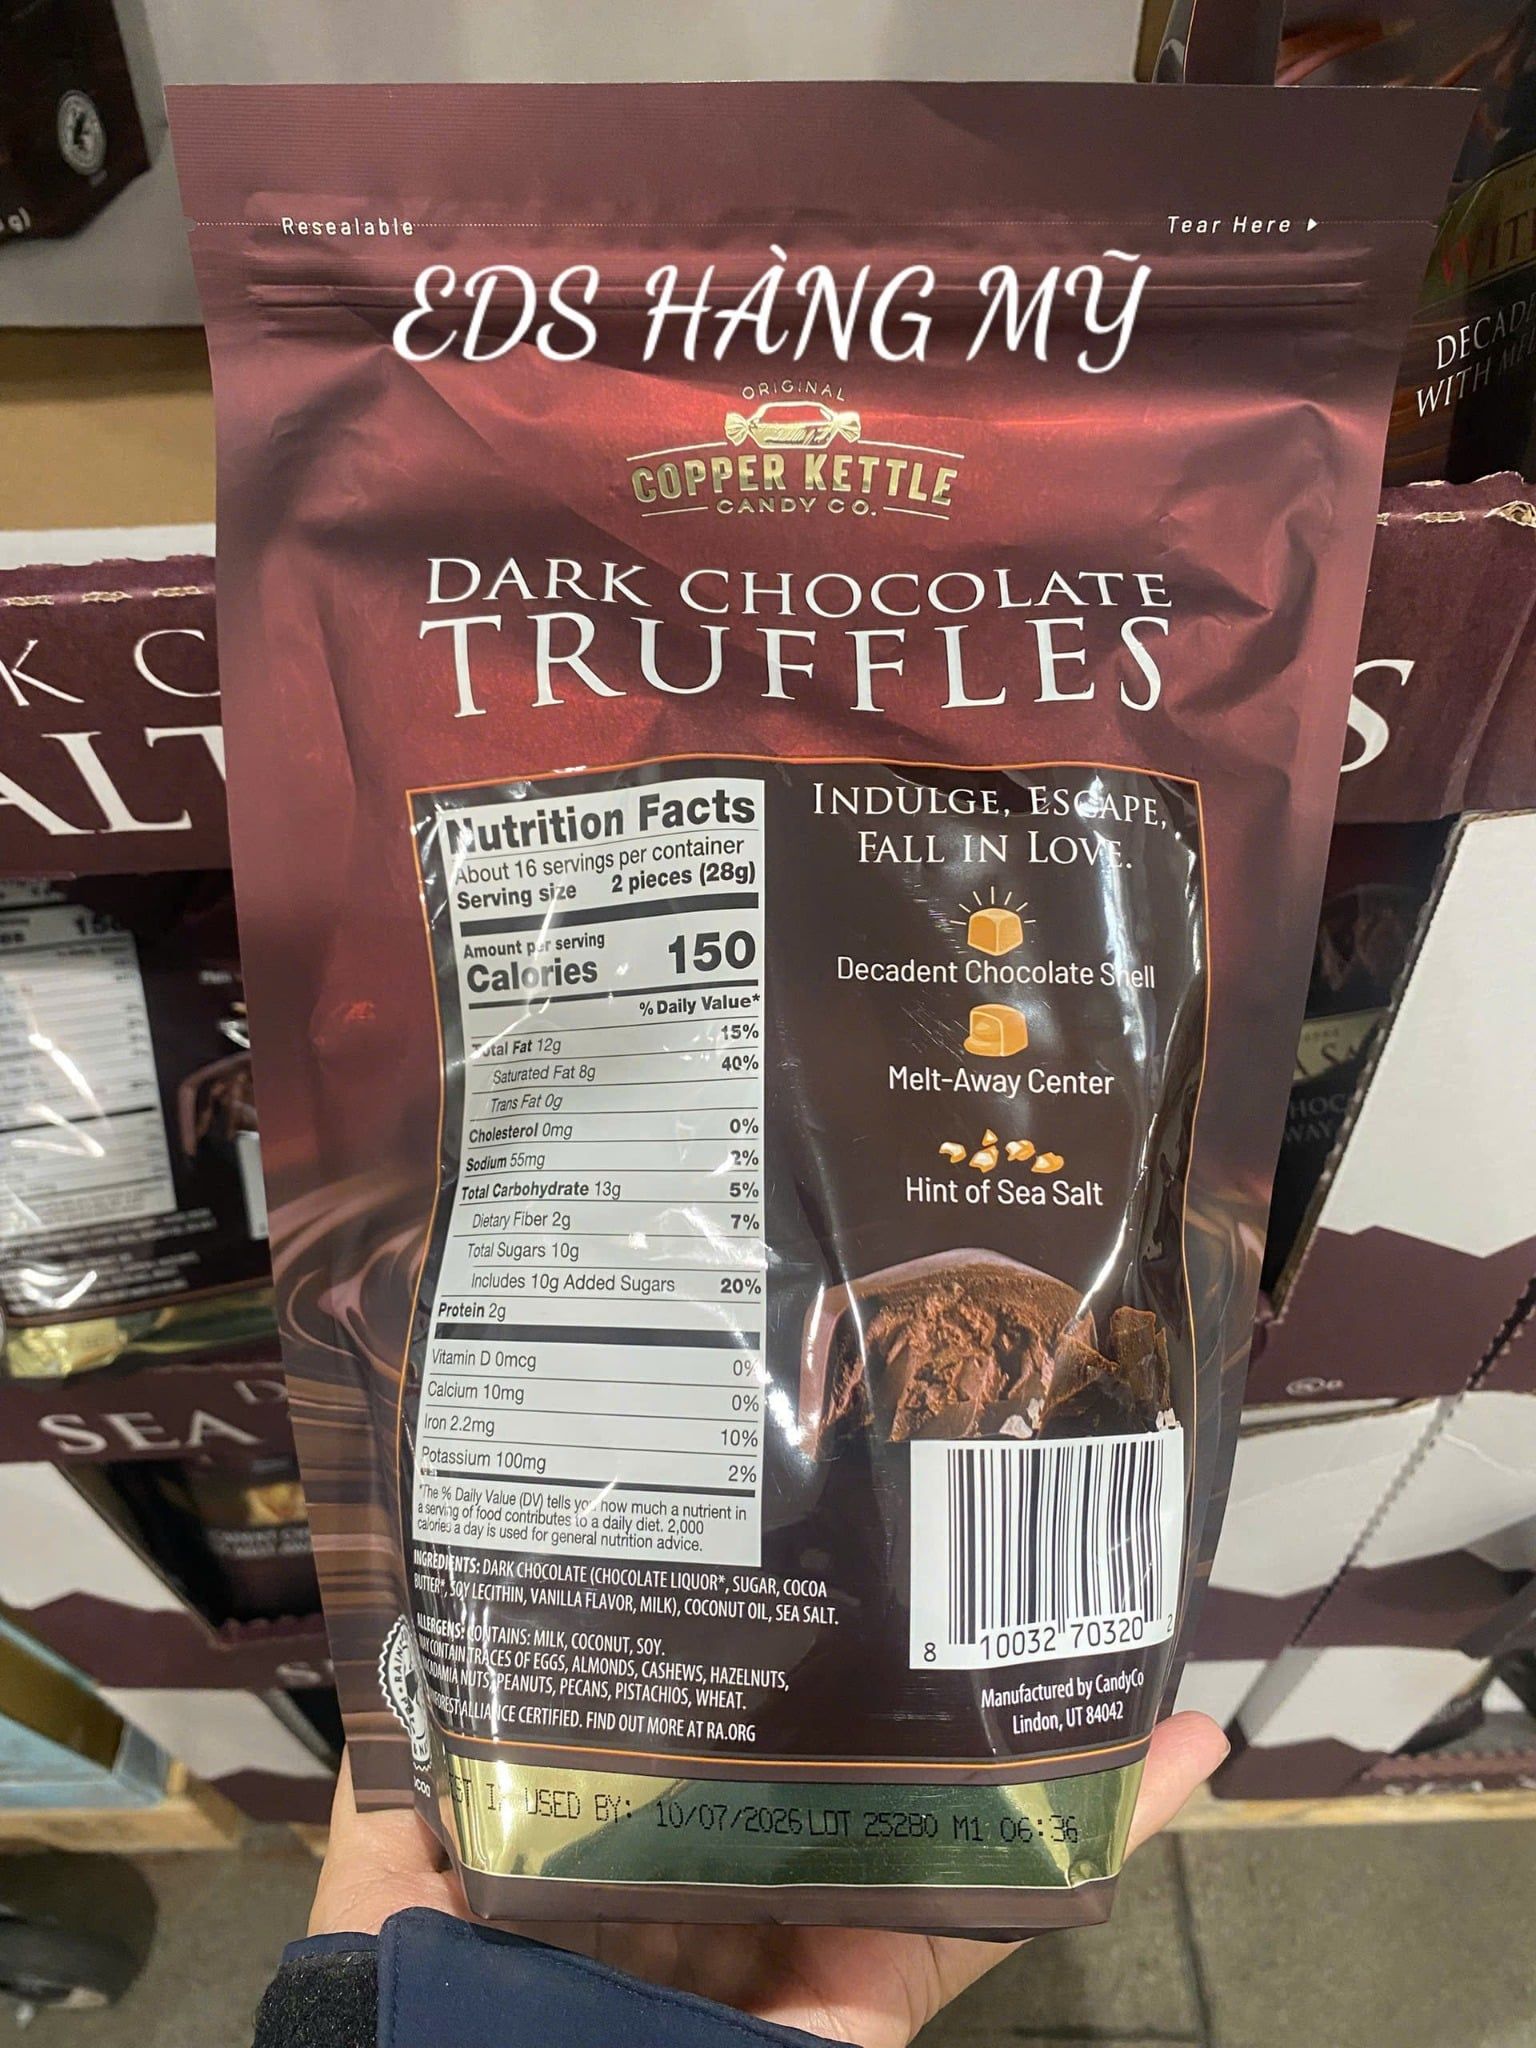 Resealable
Tear Here
EDS HÀNG MỸ
ORIGINAL
COPPER KETTLE
CANDY CO.
DARK CHOCOLATE
TRUFFLES
Nutrition Facts
About 16 servings per container
Serving size 2 pieces (28g)
Amount per serving
Calories 150
% Daily Value*
Total Fat 12g 15%
Saturated Fat 8g 40%
Trans Fat 0g
Cholesterol 0mg 0%
Sodium 55mg 2%
Total Carbohydrate 13g 5%
Dietary Fiber 2g 7%
Total Sugars 10g
Includes 10g Added Sugars 20%
Protein 2g
Vitamin D 0mcg 0%
Calcium 10mg 0%
Iron 2.2mg 10%
Potassium 100mg 2%
*The % Daily Value (DV) tells you how much a nutrient in
a serving of food contributes to a daily diet. 2,000
calories a day is used for general nutrition advice.
INGREDIENTS: DARK CHOCOLATE (CHOCOLATE LIQUOR*, SUGAR, COCOA
BUTTER*, SOY LECITHIN, VANILLA FLAVOR, MILK), COCONUT OIL, SEA SALT.
ALLERGENS: CONTAINS: MILK, COCONUT, SOY.
MAY CONTAIN TRACES OF EGGS, ALMONDS, CASHEWS, HAZELNUTS,
MACADAMIA NUTS, PEANUTS, PECANS, PISTACHIOS, WHEAT.
RAINFOREST ALLIANCE CERTIFIED. FIND OUT MORE AT RA.ORG
INDULGE, ESCAPE,
FALL IN LOVE.
Decadent Chocolate Shell
Melt-Away Center
Hint of Sea Salt
8 10032 70320 2
Manufactured by CandyCo
Lindon, UT 84042
BEST IF USED BY: 10/07/2026 LOT 25280 M1 06:36
K C
ALT
S
SEA
DECAD
WITH